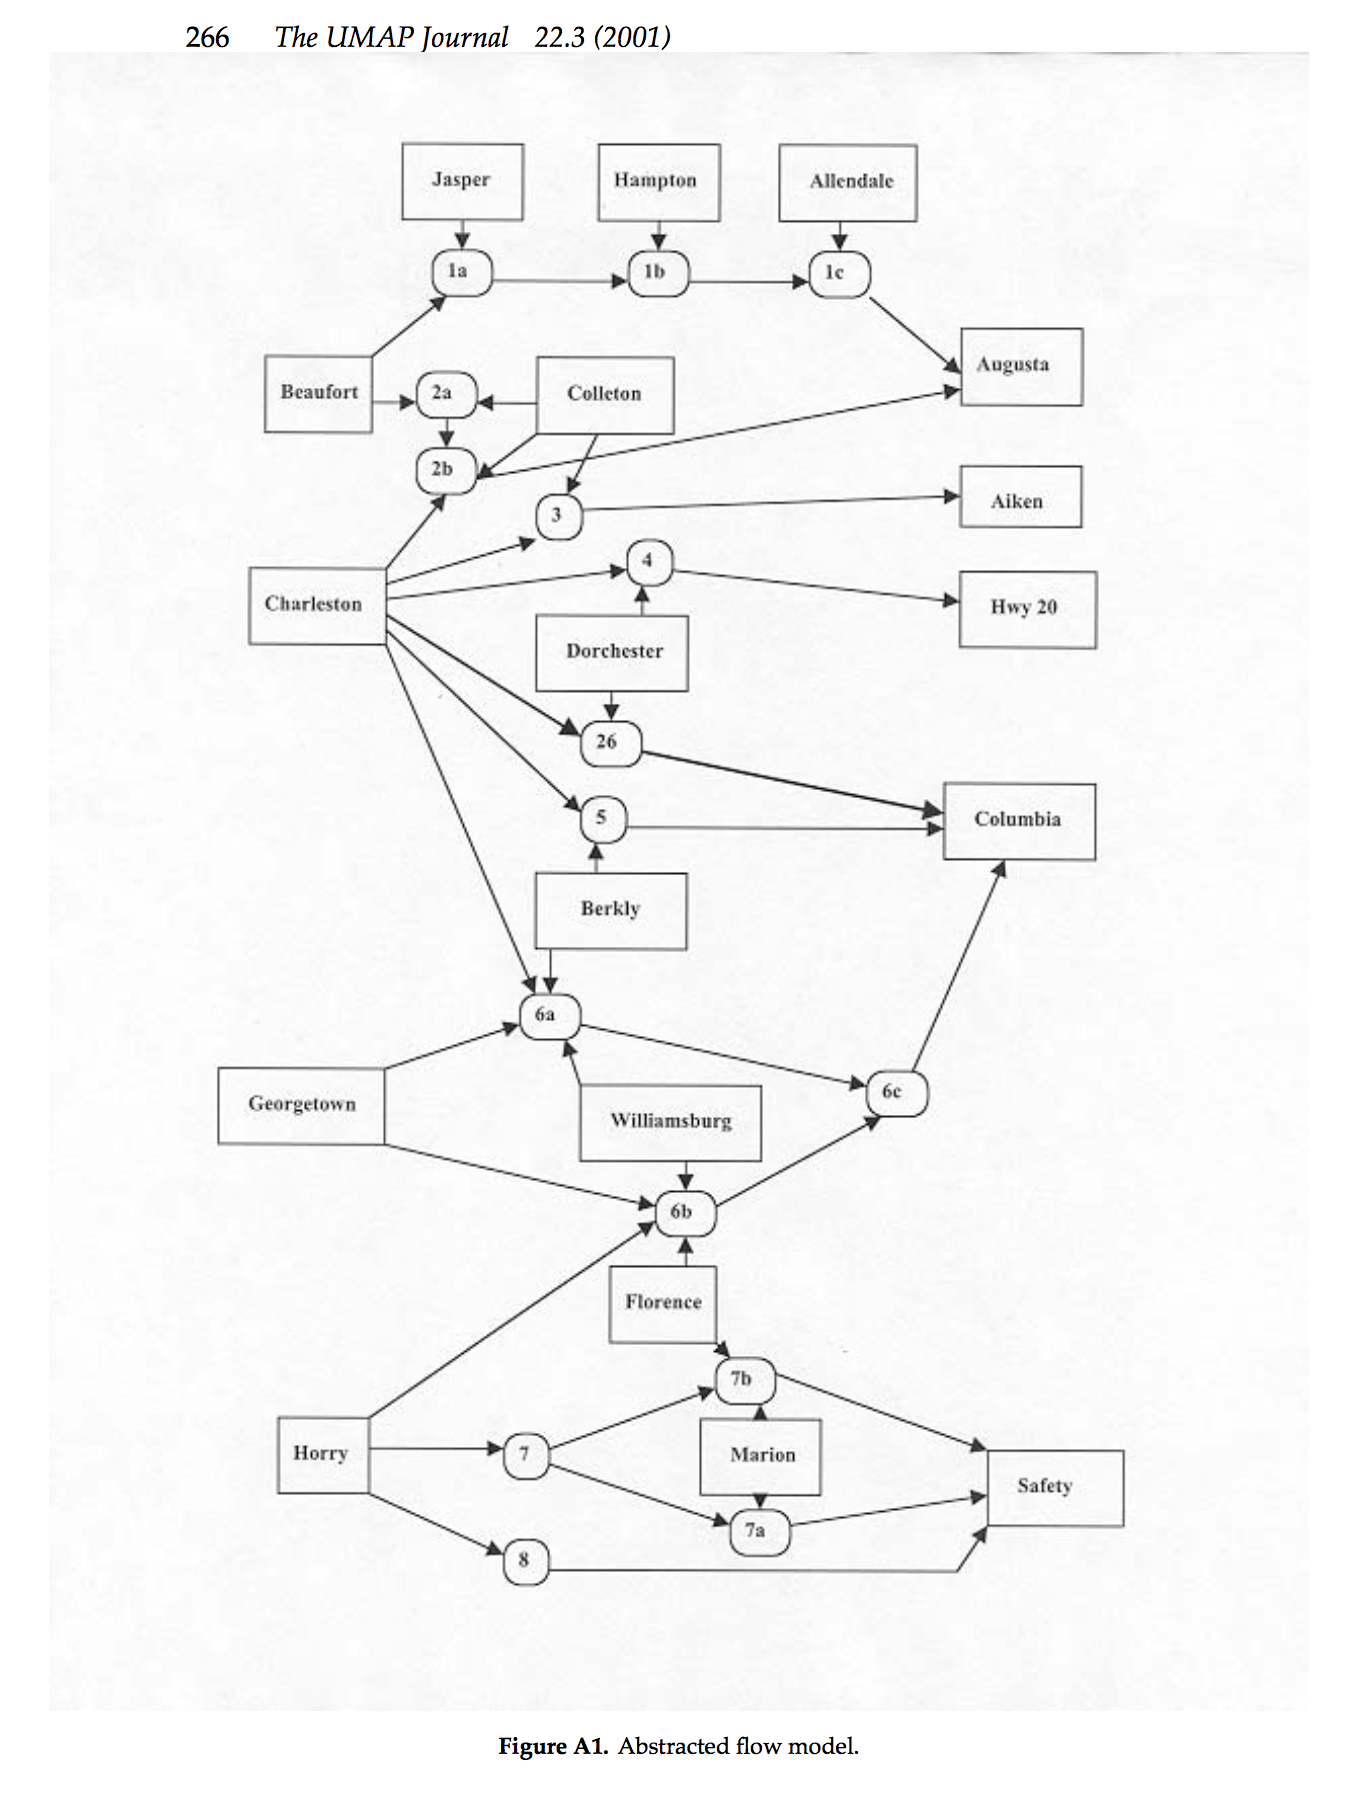 266 The UMAP Journal 22.3 (2001)
Jasper
Hampton
Allendale
1a
1b
1c
Augusta
Beaufort
2a
Colleton
2b
Aiken
3
4
Charleston
Hwy 20
Dorchester
26
5
Columbia
Berkly
6a
6c
Georgetown
Williamsburg
6b
Florence
7b
Horry
7
Marion
Safety
7a
8
Figure A1. Abstracted flow model.